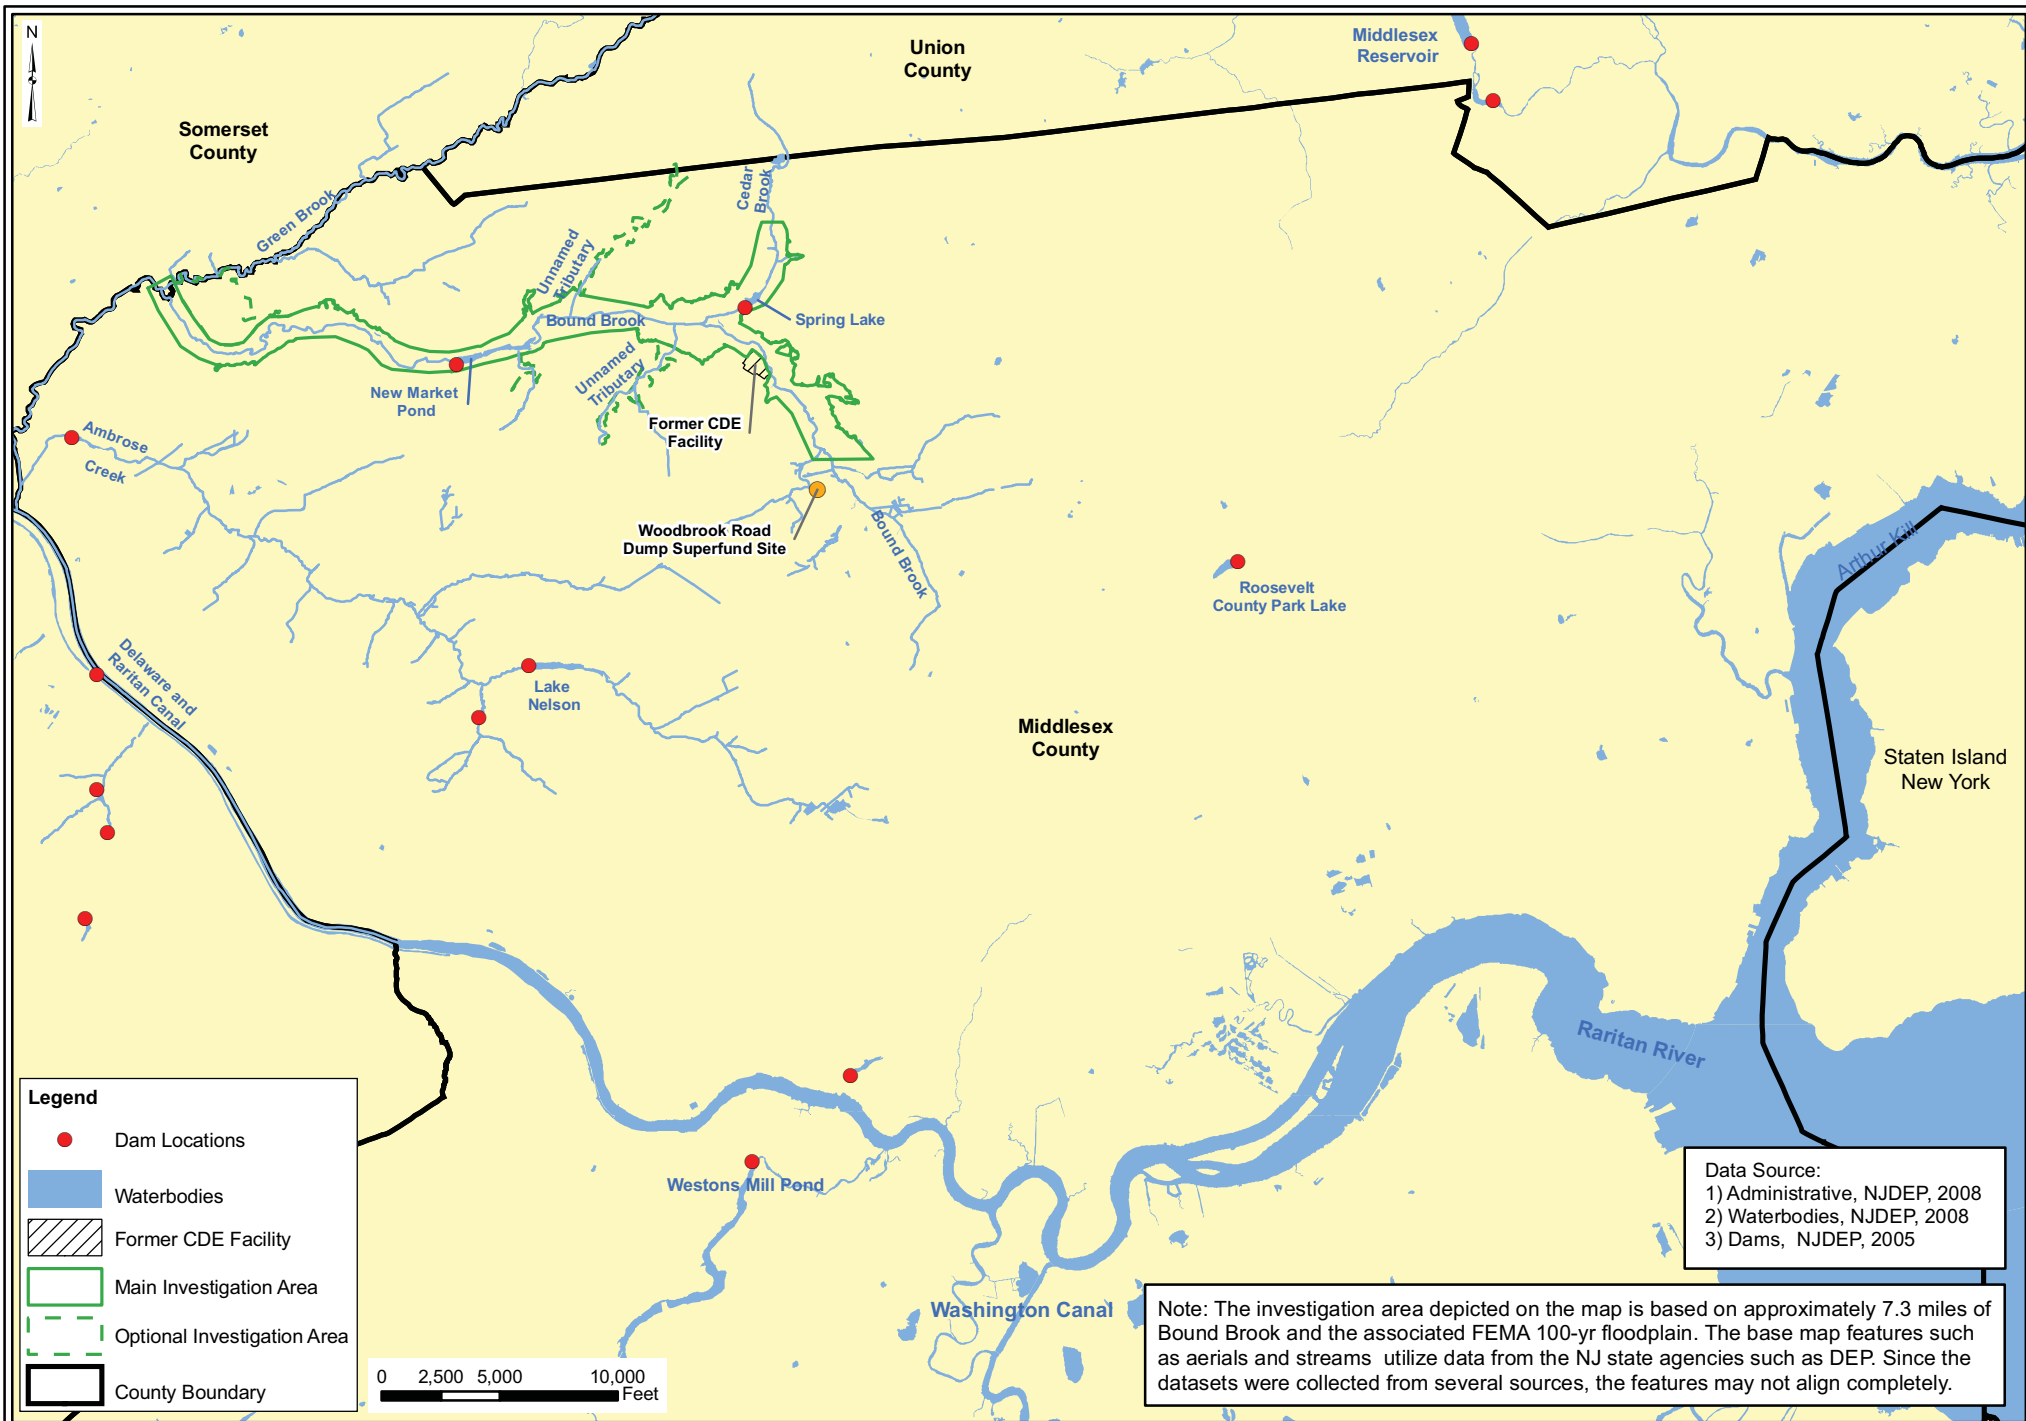 N
Union
County
Middlesex
Reservoir
Somerset
County
Cedar
Brook
Green Brook
Unnamed
Tributary
Bound Brook
Spring Lake
Unnamed
Tributary
New Market
Pond
Former CDE
Facility
Ambrose
Creek
Woodbrook Road
Dump Superfund Site
Bound Brook
Arthur Kill
Roosevelt
County Park Lake
Delaware and
Raritan Canal
Lake
Nelson
Middlesex
County
Staten Island
New York
Raritan River
Westons Mill Pond
Washington Canal
Legend
Dam Locations
Waterbodies
Former CDE Facility
Main Investigation Area
Optional Investigation Area
County Boundary
0 2,500 5,000 10,000
Feet
Data Source:
1) Administrative, NJDEP, 2008
2) Waterbodies, NJDEP, 2008
3) Dams, NJDEP, 2005
Note: The investigation area depicted on the map is based on approximately 7.3 miles of
Bound Brook and the associated FEMA 100-yr floodplain. The base map features such
as aerials and streams utilize data from the NJ state agencies such as DEP. Since the
datasets were collected from several sources, the features may not align completely.